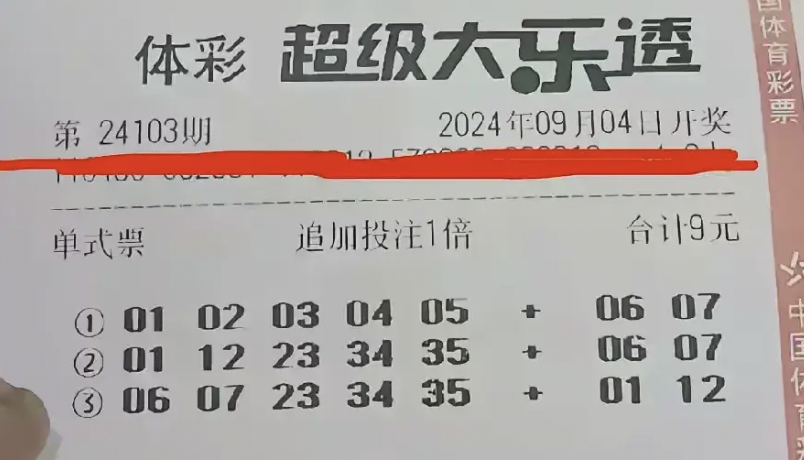 体彩 超级大乐透
第 24103期 2024年09月04日开奖
单式票 追加投注1倍 合计9元
① 01 02 03 04 05 + 06 07
② 01 12 23 34 35 + 06 07
③ 06 07 23 34 35 + 01 12
国体育彩票
中国体育彩